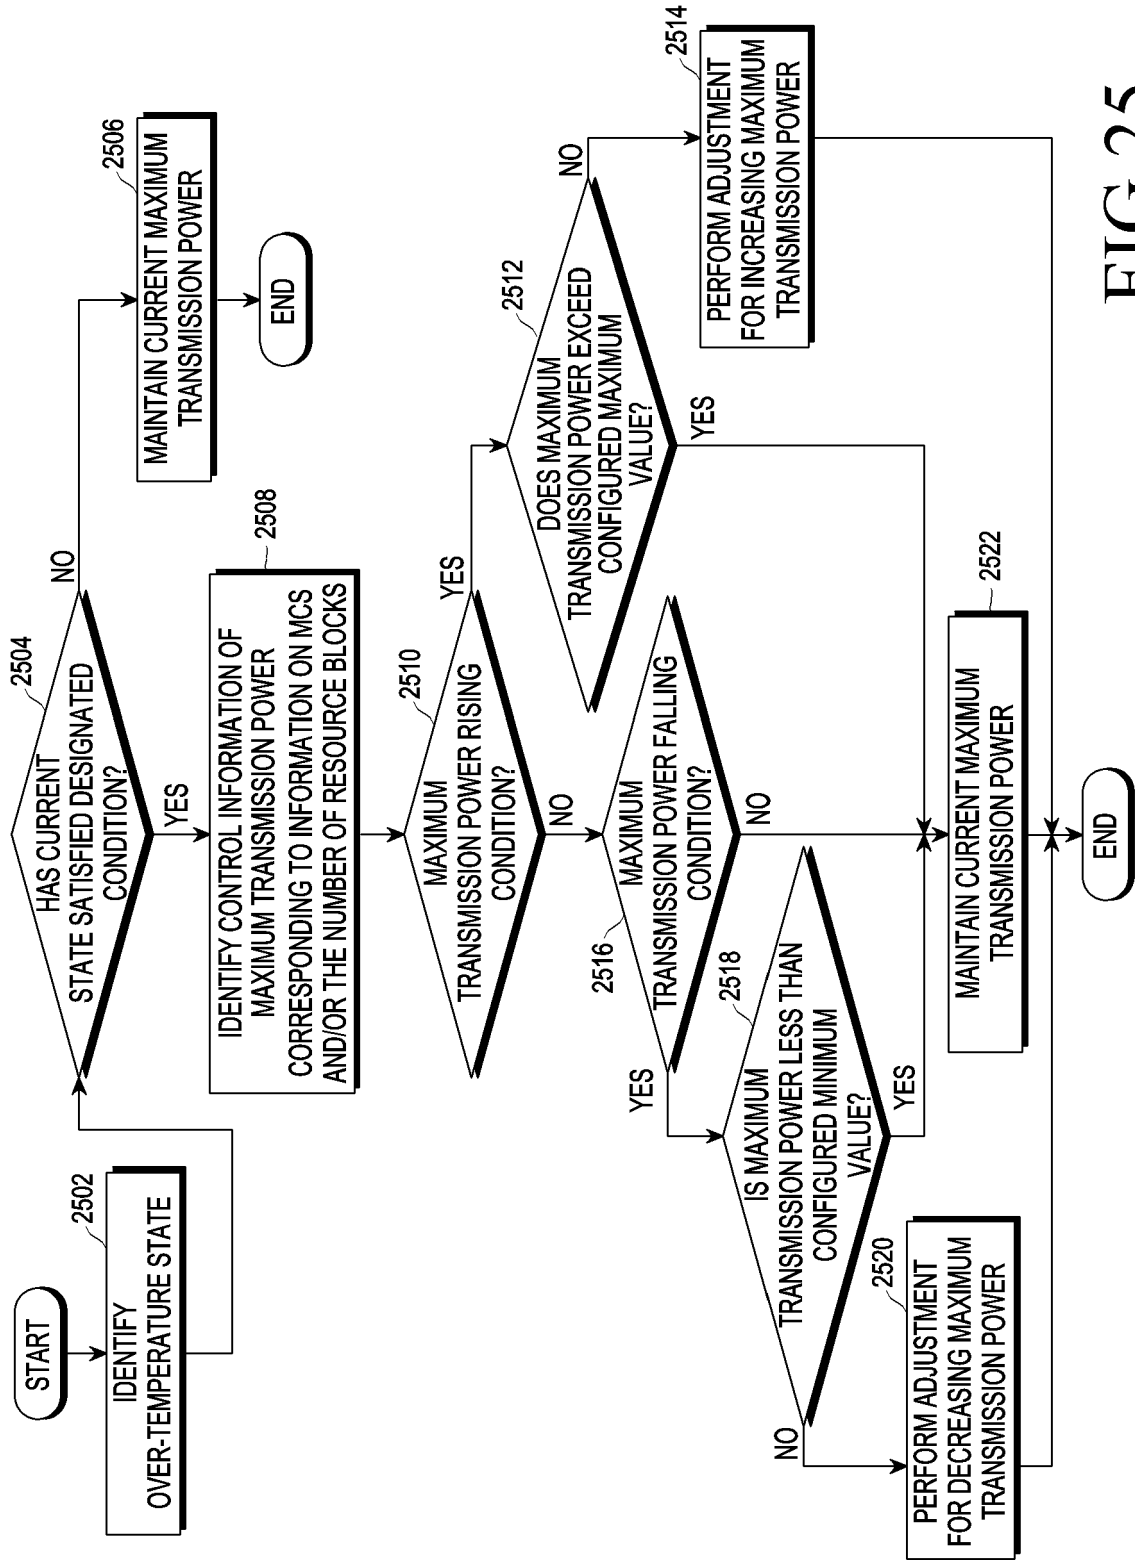 START
2502
IDENTIFY
OVER-TEMPERATURE STATE
2504
HAS CURRENT
STATE SATISFIED DESIGNATED
CONDITION?
NO
YES
2506
MAINTAIN CURRENT MAXIMUM
TRANSMISSION POWER
END
2508
IDENTIFY CONTROL INFORMATION OF
MAXIMUM TRANSMISSION POWER
CORRESPONDING TO INFORMATION ON MCS
AND/OR THE NUMBER OF RESOURCE BLOCKS
2510
MAXIMUM
TRANSMISSION POWER RISING
CONDITION?
YES
NO
2512
DOES MAXIMUM
TRANSMISSION POWER EXCEED
CONFIGURED MAXIMUM
VALUE?
NO
YES
2514
PERFORM ADJUSTMENT
FOR INCREASING MAXIMUM
TRANSMISSION POWER
2516
MAXIMUM
TRANSMISSION POWER FALLING
CONDITION?
YES
NO
2518
IS MAXIMUM
TRANSMISSION POWER LESS THAN
CONFIGURED MINIMUM
VALUE?
NO
YES
2520
PERFORM ADJUSTMENT
FOR DECREASING MAXIMUM
TRANSMISSION POWER
2522
MAINTAIN CURRENT MAXIMUM
TRANSMISSION POWER
END
FIG.25